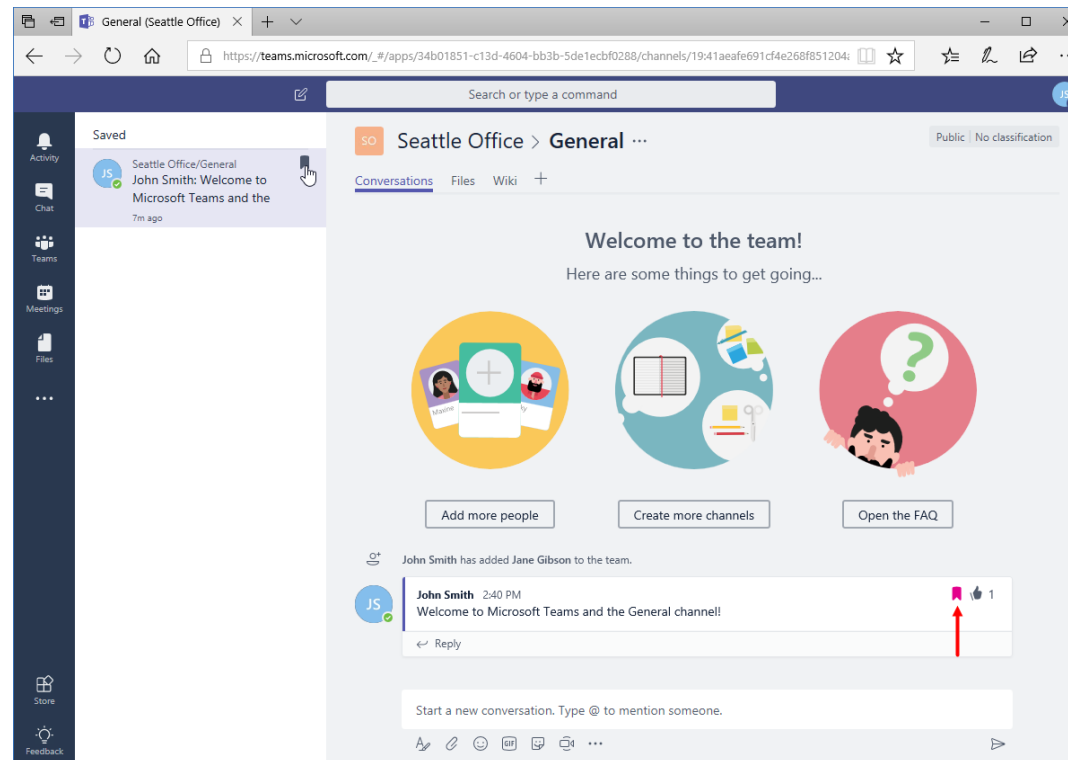 General (Seattle Office)
https://teams.microsoft.com/_#/apps/34b01851-c13d-4604-bb3b-5de1ecbf0288/channels/19:41aeafe691cf4e268f851204
Search or type a command
JS
Activity
Chat
Teams
Meetings
Files
Store
Feedback
Saved
JS
Seattle Office/General
John Smith: Welcome to
Microsoft Teams and the
7m ago
SO
Seattle Office > General ···
Public | No classification
Conversations Files Wiki +
Welcome to the team!
Here are some things to get going...
Maxine
Add more people
Create more channels
Open the FAQ
John Smith has added Jane Gibson to the team.
JS
John Smith 2:40 PM
1
Welcome to Microsoft Teams and the General channel!
Reply
Start a new conversation. Type @ to mention someone.
GIF